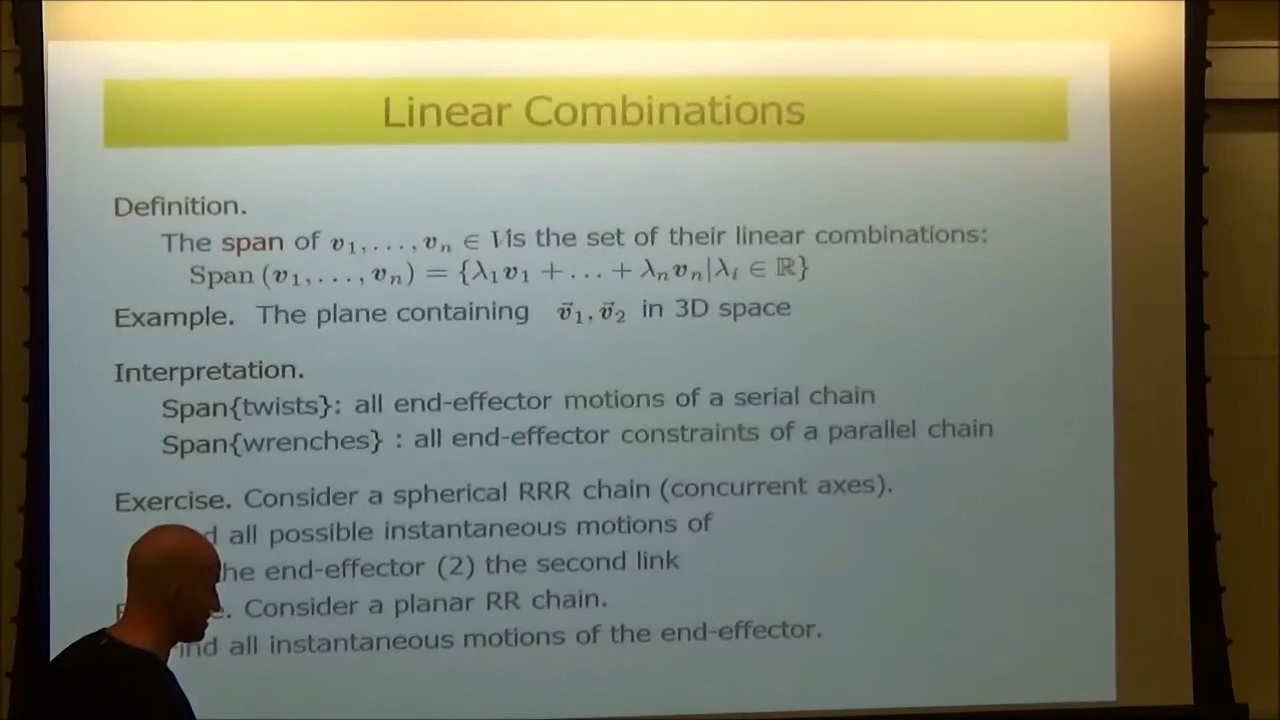 Linear Combinations
Definition.
The span of v₁,...,vₙ ∈ V is the set of their linear combinations:
Span (v₁,...,vₙ) = {λ₁v₁ + ... + λₙvₙ|λᵢ ∈ ℝ}
Example. The plane containing v⃗₁, v⃗₂ in 3D space
Interpretation.
Span{twists}: all end-effector motions of a serial chain
Span{wrenches} : all end-effector constraints of a parallel chain
Exercise. Consider a spherical RRR chain (concurrent axes).
all possible instantaneous motions of
end-effector (2) the second link
Consider a planar RR chain.
all instantaneous motions of the end-effector.